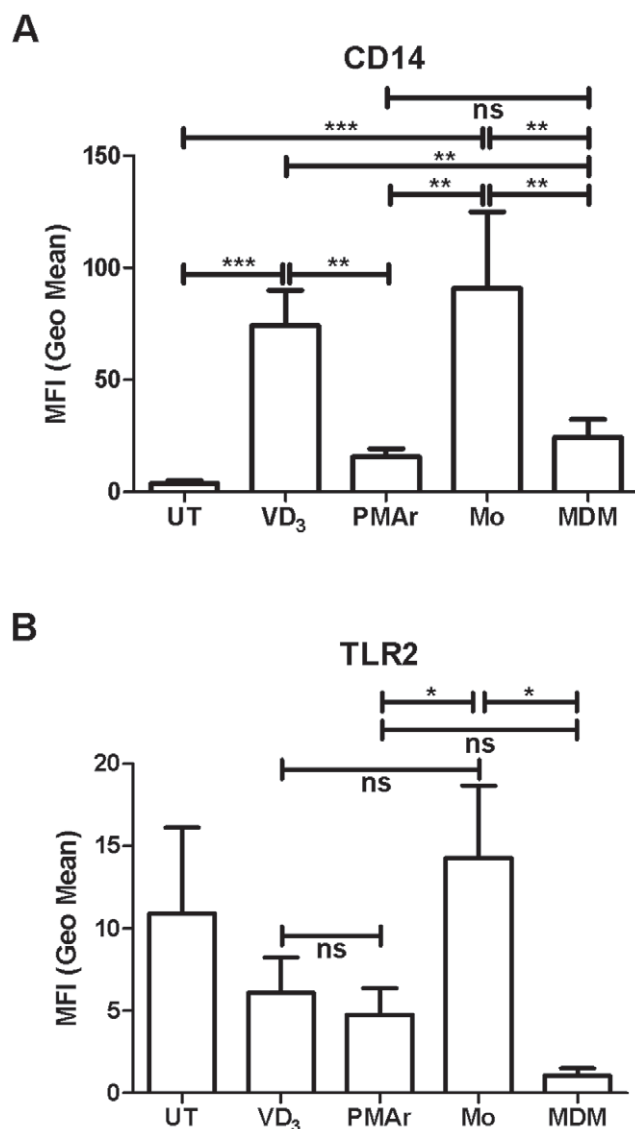 A
CD14
ns
*** **
**
** **
*** **
150
100
50
0
MFI (Geo Mean)
UT VD₃ PMAr Mo MDM
B
TLR2
* *
ns
ns
ns
20
15
10
5
0
MFI (Geo Mean)
UT VD₃ PMAr Mo MDM